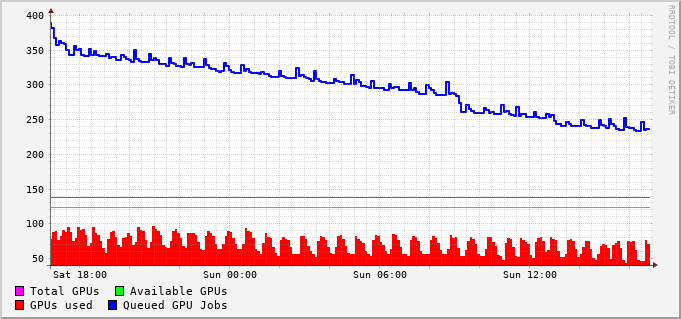 400
350
300
250
200
150
100
50
Sat 18:00 Sun 00:00 Sun 06:00 Sun 12:00
Total GPUs Available GPUs
GPUs used Queued GPU Jobs
RRDTOOL / TOBI OETIKER